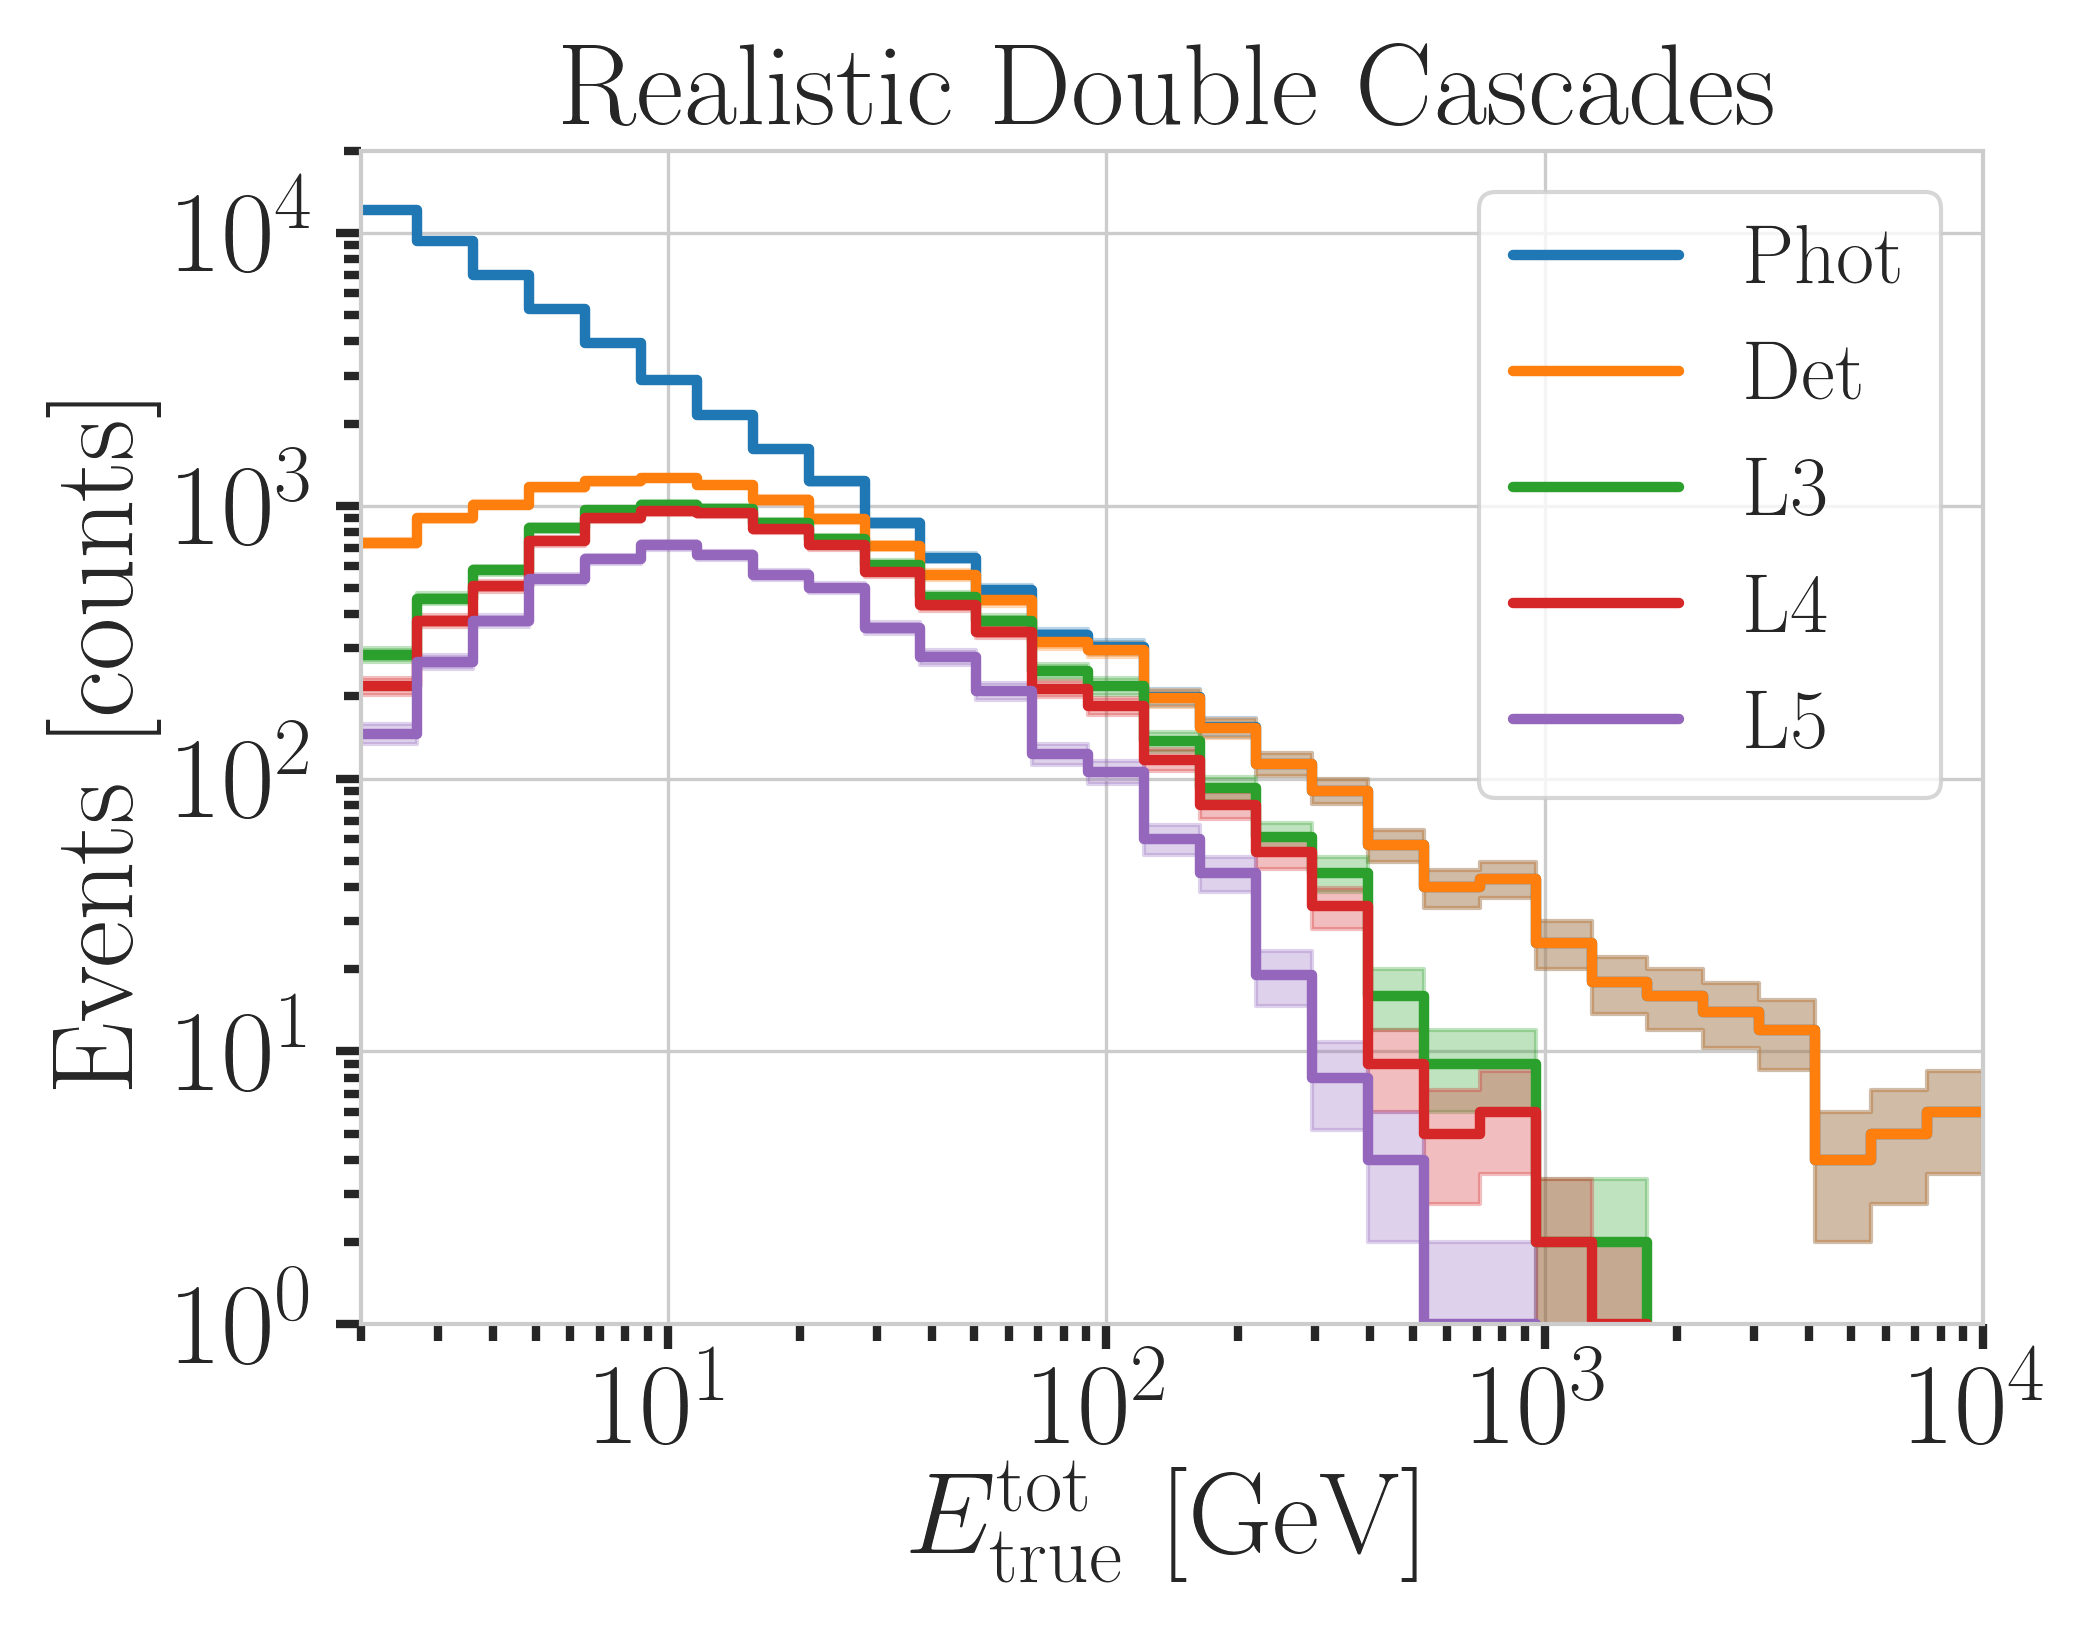 Realistic Double Cascades
Events [counts]
10^4
10^3
10^2
10^1
10^0
Phot
Det
L3
L4
L5
10^1 10^2 10^3 10^4
E_true^tot [GeV]